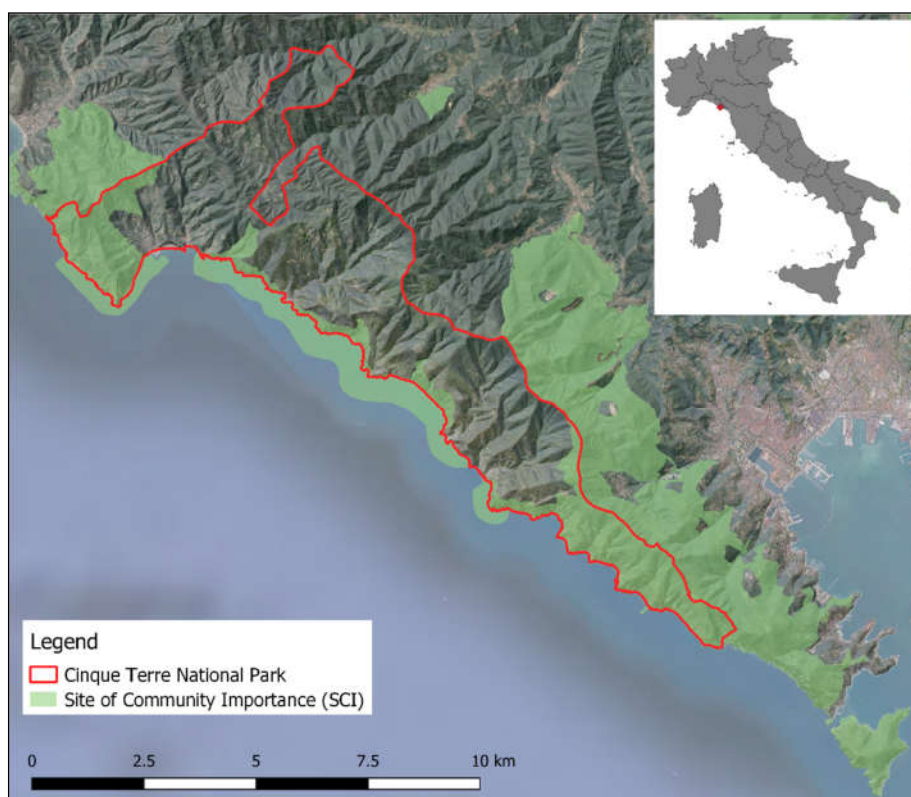 Legend
Cinque Terre National Park
Site of Community Importance (SCI)
0 2.5 5 7.5 10 km